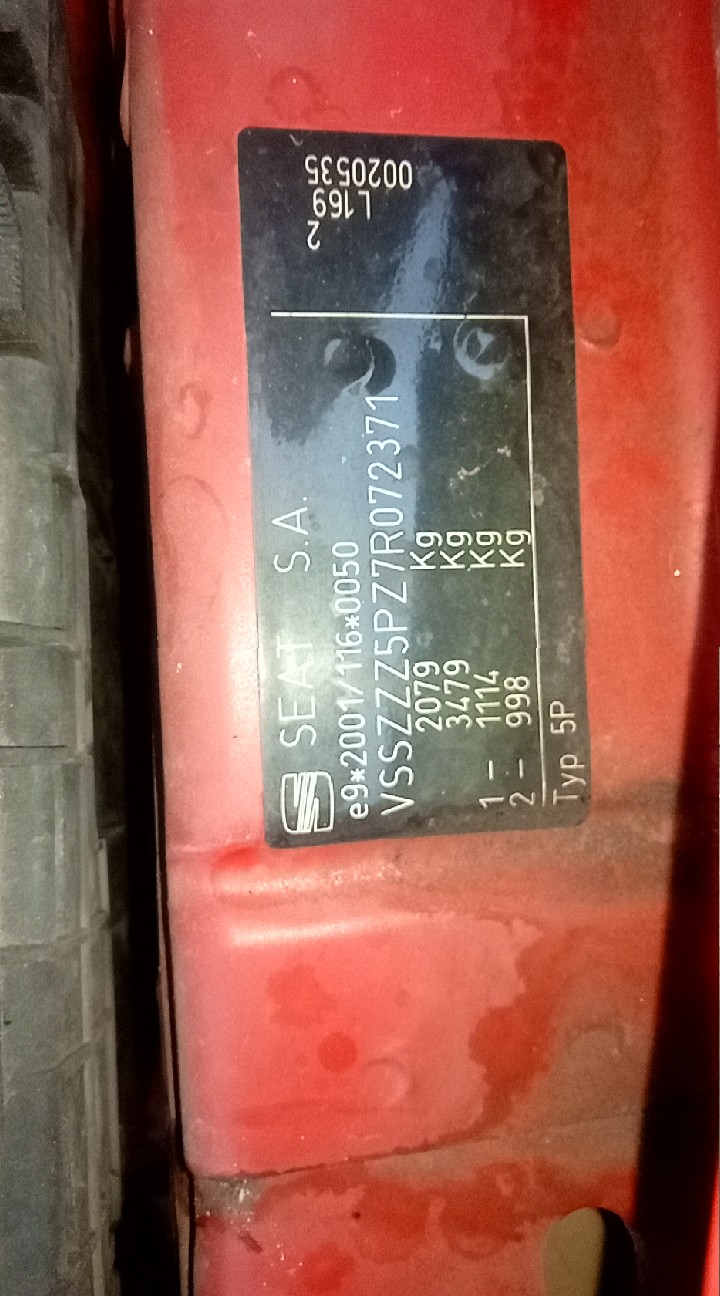 SEAT S.A.
e9*2001/116*0050
VSSZZZ5PZ7R072371
2079 Kg
3479 Kg
1 – 1114 Kg
2 – 998 Kg
Typ 5P
0020535
L169
2